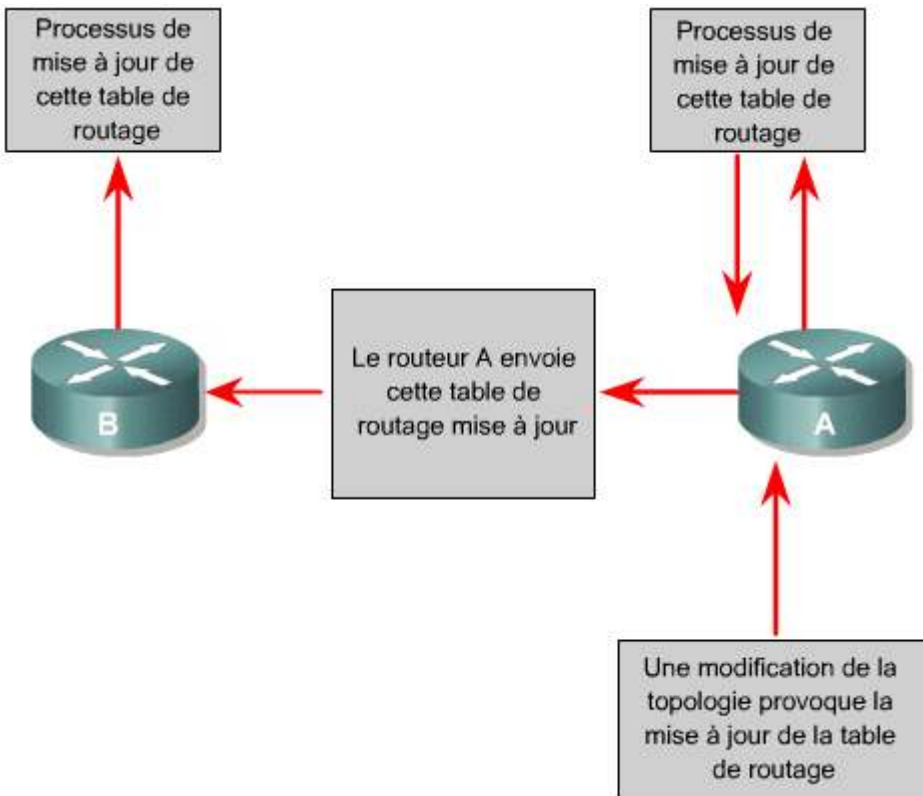 Processus de
mise à jour de
cette table de
routage
Processus de
mise à jour de
cette table de
routage
Le routeur A envoie
cette table de
routage mise à jour
B
A
Une modification de la
topologie provoque la
mise à jour de la table
de routage